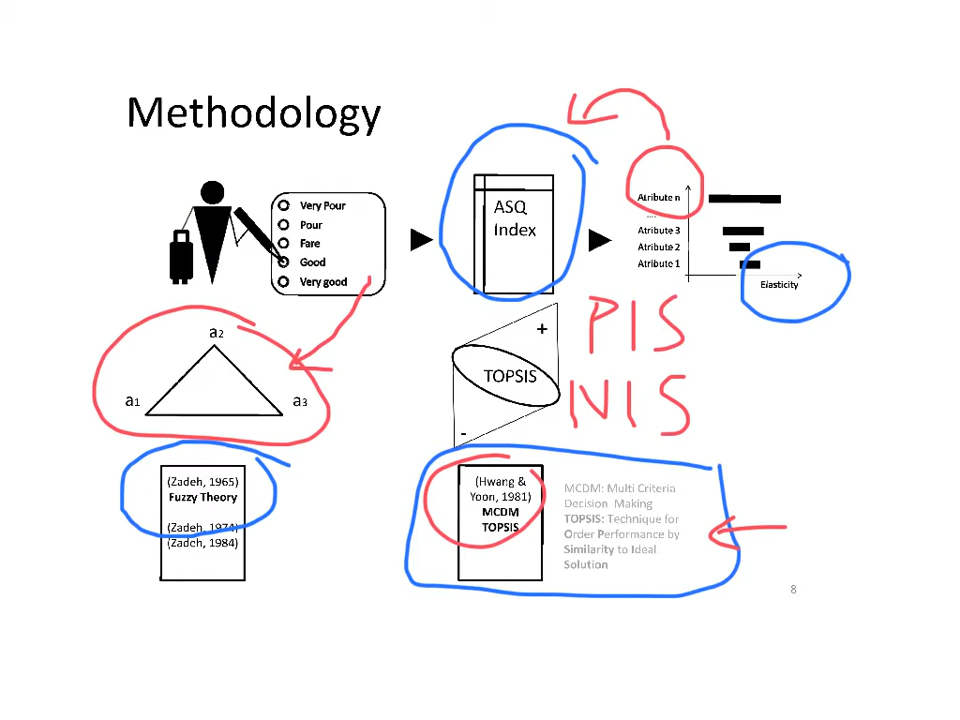 Methodology
Very Pour
Pour
Fare
Good
Very good
ASQ
Index
Atribute n
....
Atribute 3
Atribute 2
Atribute 1
Elasticity
a2
a1
a3
+
TOPSIS
-
PIS
NIS
(Zadeh, 1965)
Fuzzy Theory
(Zadeh, 1974)
(Zadeh, 1984)
(Hwang &
Yoon, 1981)
MCDM
TOPSIS
MCDM: Multi Criteria
Decision Making
TOPSIS: Technique for
Order Performance by
Similarity to Ideal
Solution
8